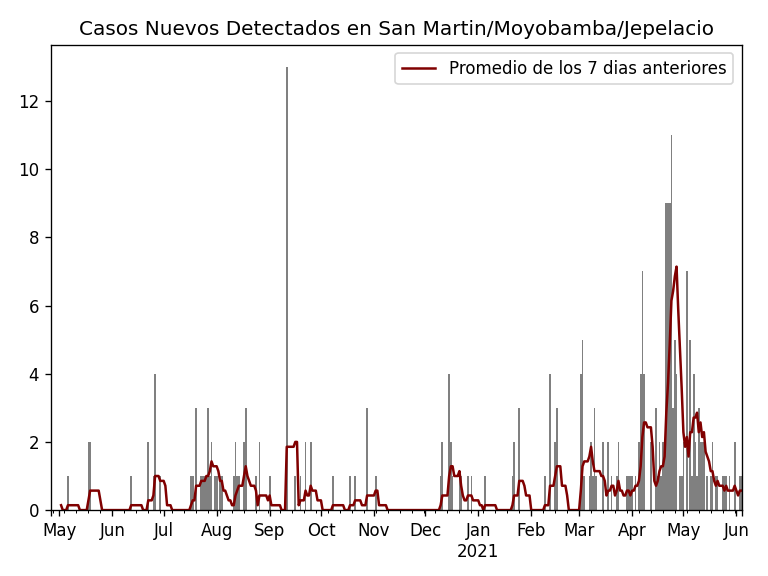 Casos Nuevos Detectados en San Martin/Moyobamba/Jepelacio
Promedio de los 7 dias anteriores
12
10
8
6
4
2
0
May Jun Jul Aug Sep Oct Nov Dec Jan Feb Mar Apr May Jun
2021